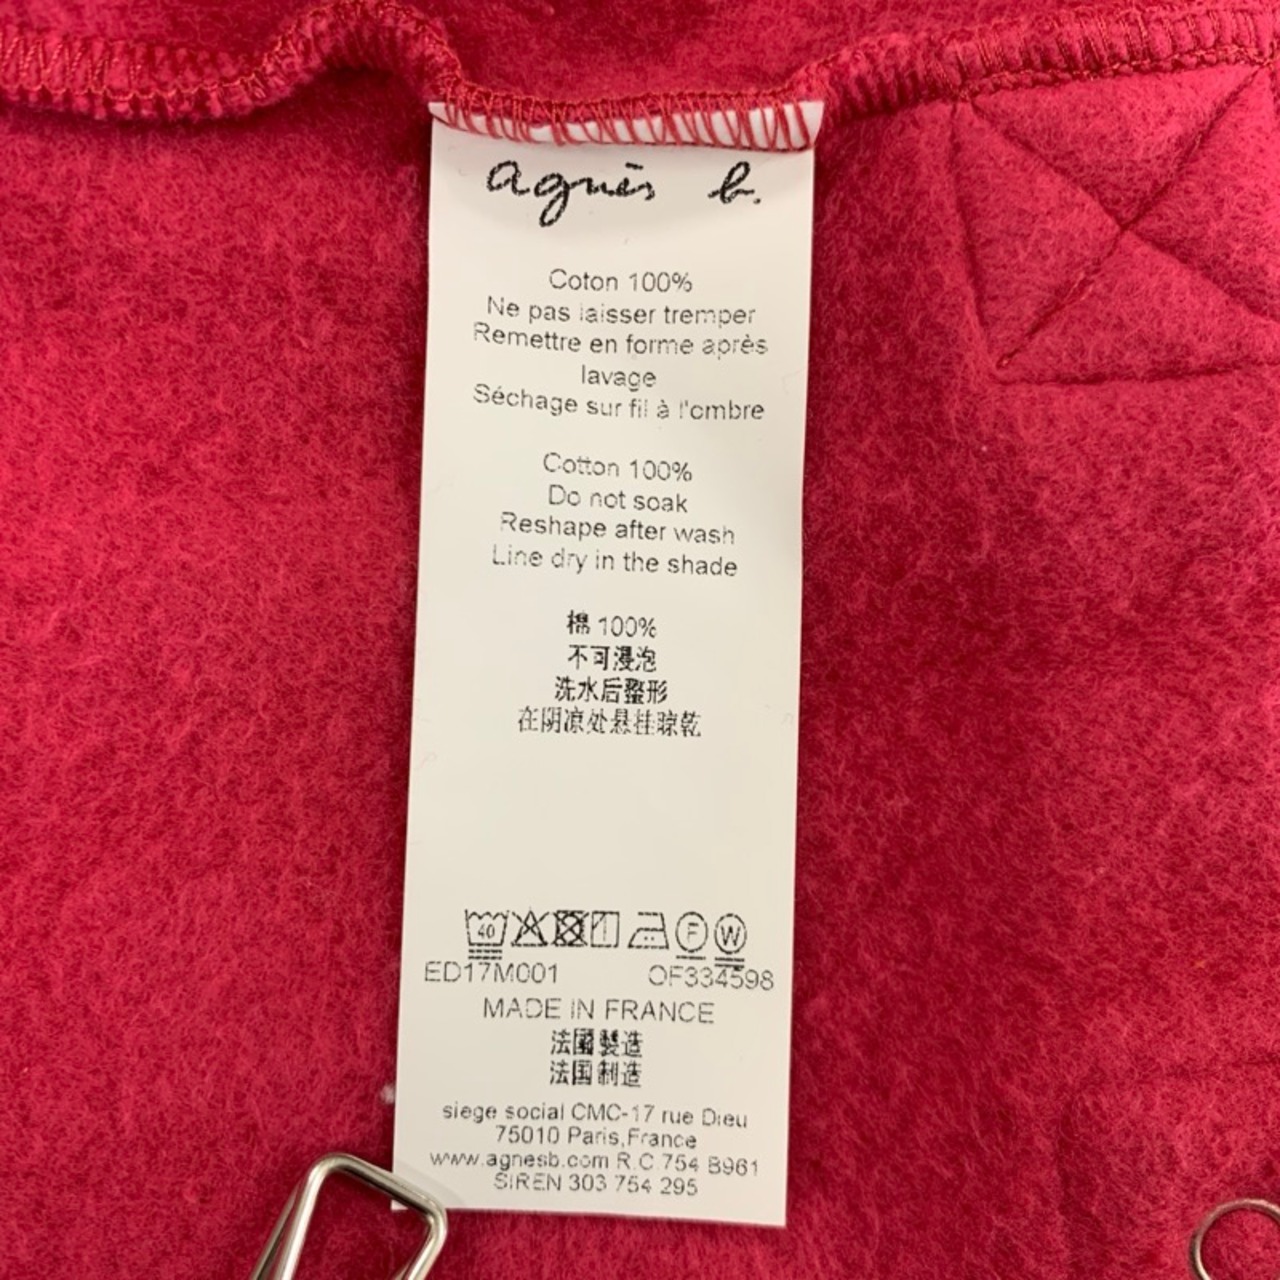 agnès b.
Coton 100%
Ne pas laisser tremper
Remettre en forme après
lavage
Séchage sur fil à l'ombre
Cotton 100%
Do not soak
Reshape after wash
Line dry in the shade
棉 100%
不可浸泡
洗水后整形
在阴凉处悬挂晾乾
40 F W
ED17M001 OF334598
MADE IN FRANCE
法國製造
法国制造
siege social CMC-17 rue Dieu
75010 Paris,France
www.agnesb.com R.C.754 B961
SIREN 303 754 295